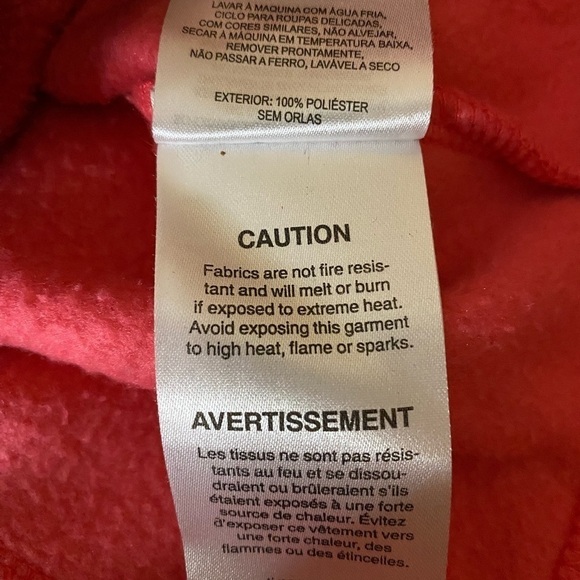 LAVAR À MAQUINA COM ÁGUA FRIA,
CICLO PARA ROUPAS DELICADAS,
COM CORES SIMILARES, NÃO ALVEJAR,
SECAR À MÁQUINA EM TEMPERATURA BAIXA,
REMOVER PRONTAMENTE,
NÃO PASSAR A FERRO, LAVÁVEL A SECO
EXTERIOR: 100% POLIÉSTER
SEM ORLAS
CAUTION
Fabrics are not fire resis-
tant and will melt or burn
if exposed to extreme heat.
Avoid exposing this garment
to high heat, flame or sparks.
AVERTISSEMENT
Les tissus ne sont pas résis-
tants au feu et se dissou-
draient ou brûleraient s'ils
étaient exposés à une forte
source de chaleur. Évitez
d'exposer ce vêtement vers
une forte chaleur, des
flammes ou des étincelles.